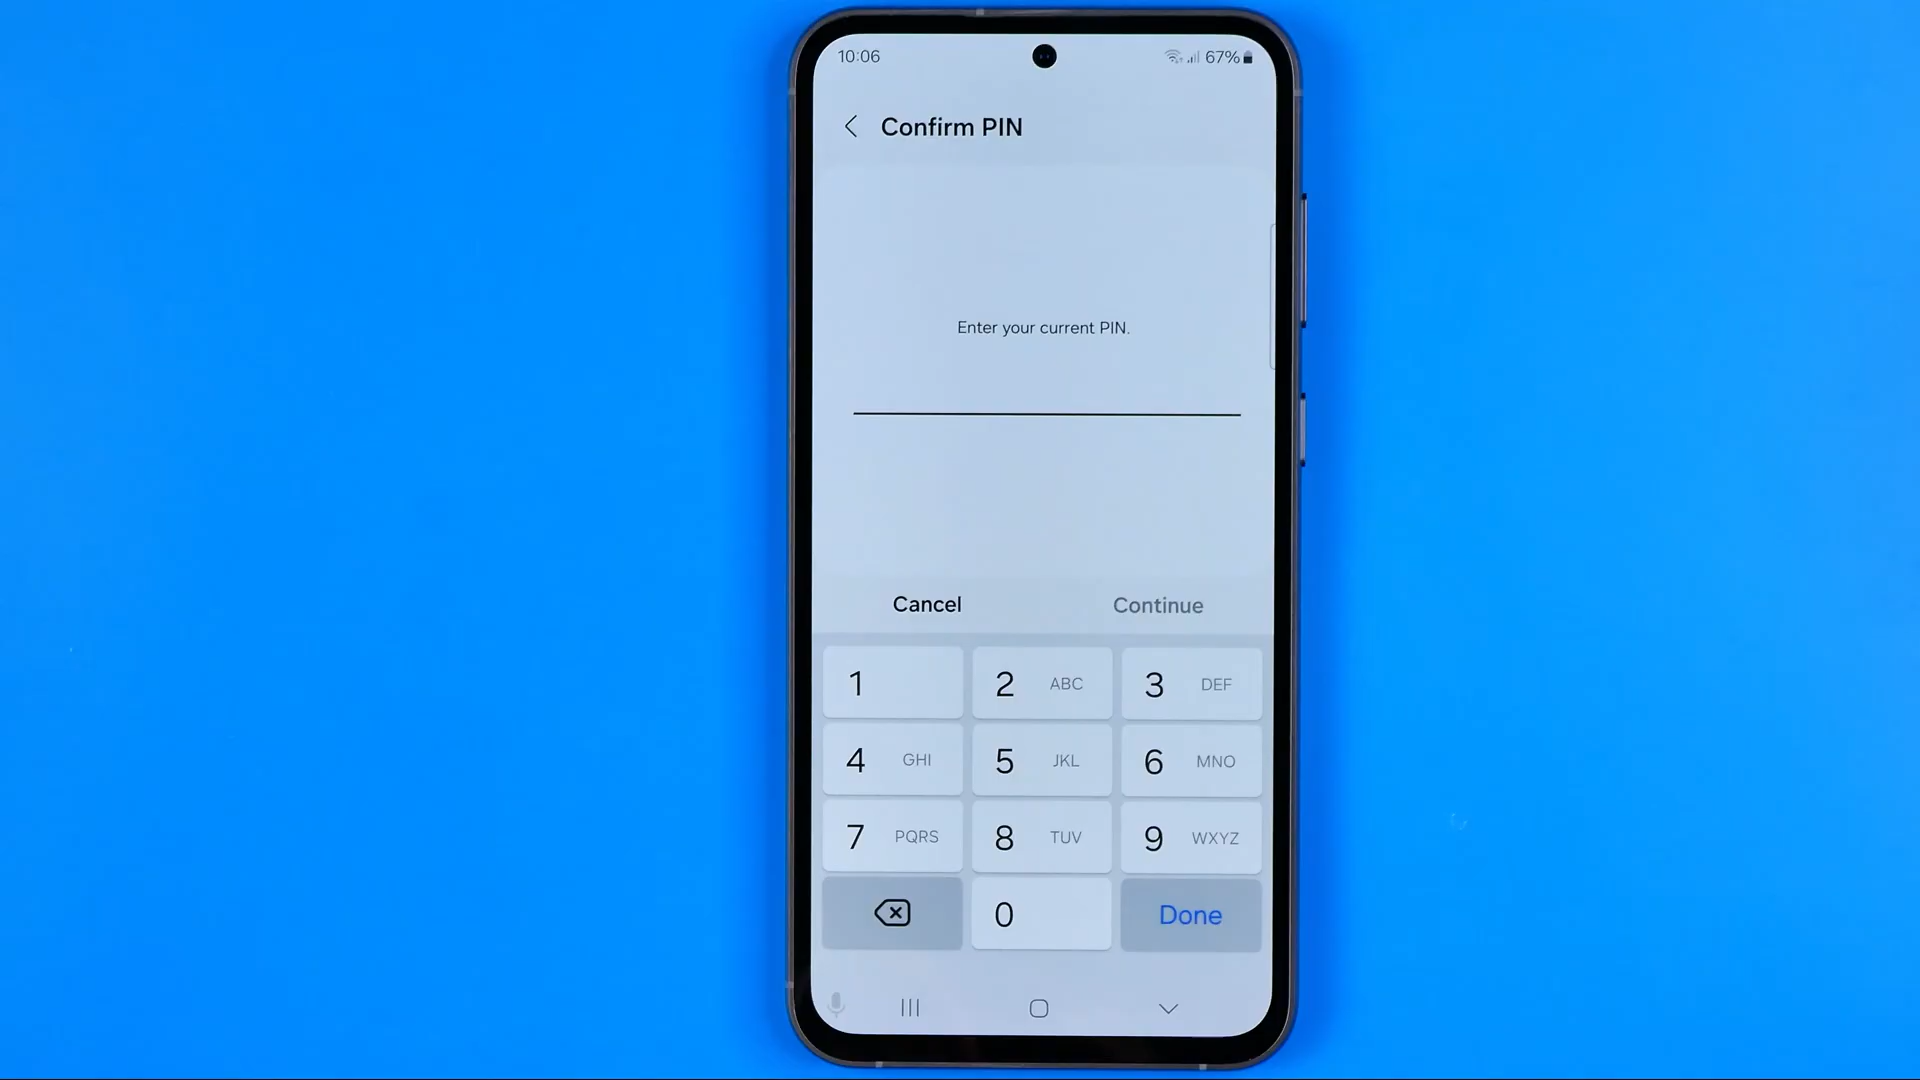 10:06
67%
Confirm PIN
Enter your current PIN.
Cancel Continue
1 2 ABC 3 DEF
4 GHI 5 JKL 6 MNO
7 PQRS 8 TUV 9 WXYZ
0 Done